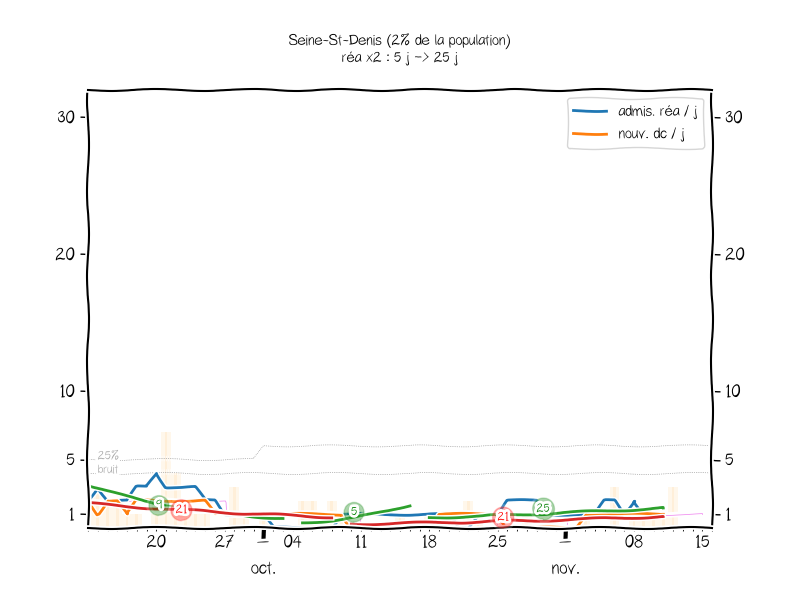 Seine-St-Denis (2% de la population)
réa x2 : 5 j -> 25 j
admis. réa / j
nouv. dc / j
30 30
20 20
10 10
5 5
1 1
25%
bruit
9 21 5 21 25
20 27 1 04 11 18 25 1 08 15
oct. nov.